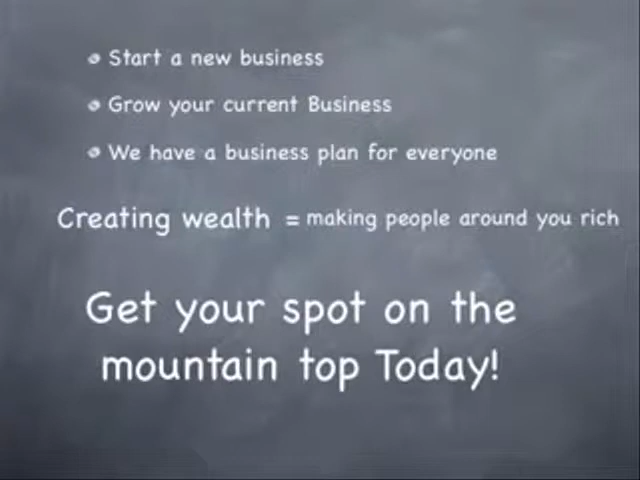 Start a new business
Grow your current Business
We have a business plan for everyone
Creating wealth = making people around you rich
Get your spot on the
mountain top Today!